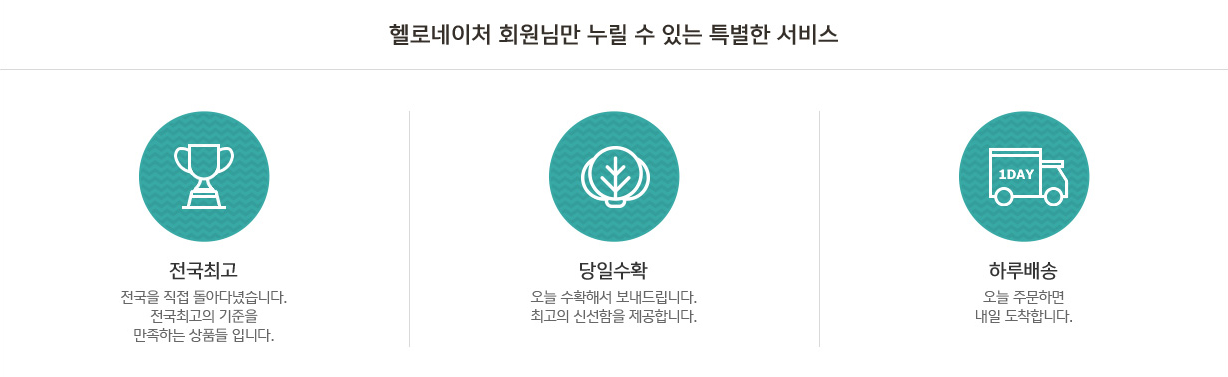 헬로네이처 회원님만 누릴 수 있는 특별한 서비스
전국최고
전국을 직접 돌아다녔습니다.
전국최고의 기준을
만족하는 상품들 입니다.
당일수확
오늘 수확해서 보내드립니다.
최고의 신선함을 제공합니다.
1DAY
하루배송
오늘 주문하면
내일 도착합니다.